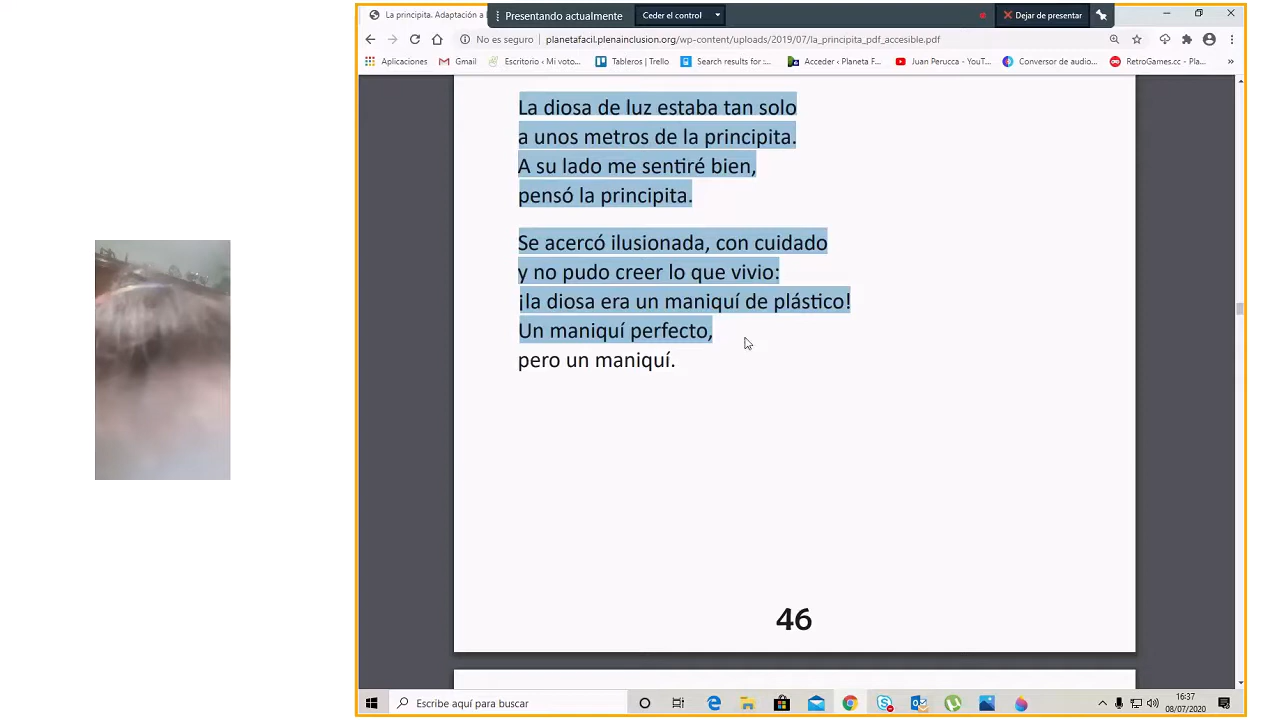 La principita. Adaptación a L
Presentando actualmente
Ceder el control
Dejar de presentar
No es seguro
planetafacil.plenainclusion.org/wp-content/uploads/2019/07/la_principita_pdf_accesible.pdf
Aplicaciones
Gmail
Escritorio ‹ Mi voto...
Tableros | Trello
Search results for :...
Acceder ‹ Planeta F...
Juan Perucca - YouT...
Conversor de audio...
RetroGames.cc - Pla...
»
La diosa de luz estaba tan solo
a unos metros de la principita.
A su lado me sentiré bien,
pensó la principita.
Se acercó ilusionada, con cuidado
y no pudo creer lo que vivio:
¡la diosa era un maniquí de plástico!
Un maniquí perfecto,
pero un maniquí.
46
Escribe aquí para buscar
16:37
08/07/2020